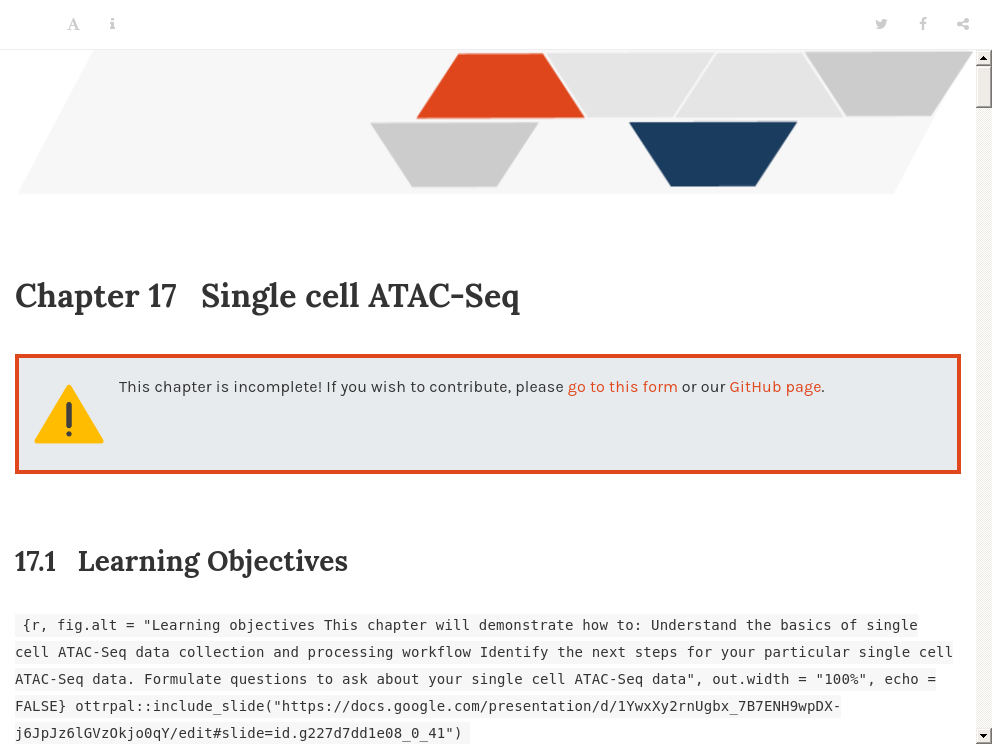 A i
Chapter 17 Single cell ATAC-Seq
This chapter is incomplete! If you wish to contribute, please go to this form or our GitHub page.
17.1 Learning Objectives
{r, fig.alt = "Learning objectives This chapter will demonstrate how to: Understand the basics of single
cell ATAC-Seq data collection and processing workflow Identify the next steps for your particular single cell
ATAC-Seq data. Formulate questions to ask about your single cell ATAC-Seq data", out.width = "100%", echo =
FALSE} ottrpal::include_slide("https://docs.google.com/presentation/d/1YwxXy2rnUgbx_7B7ENH9wpDX-
j6JpJz6lGVzOkjo0qY/edit#slide=id.g227d7dd1e08_0_41")